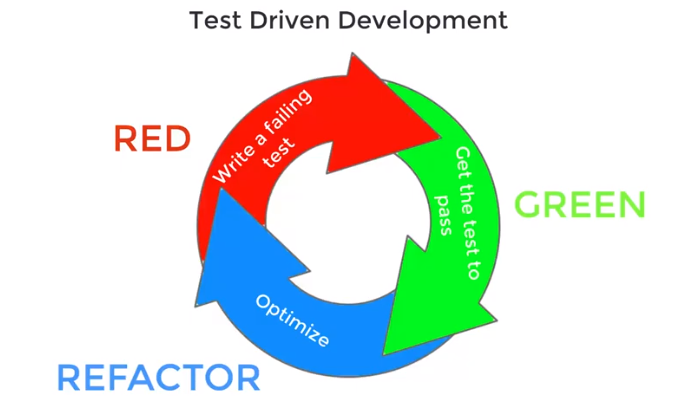 Test Driven Development
RED
Write a failing
test
GREEN
Get the test to
pass
REFACTOR
Optimize